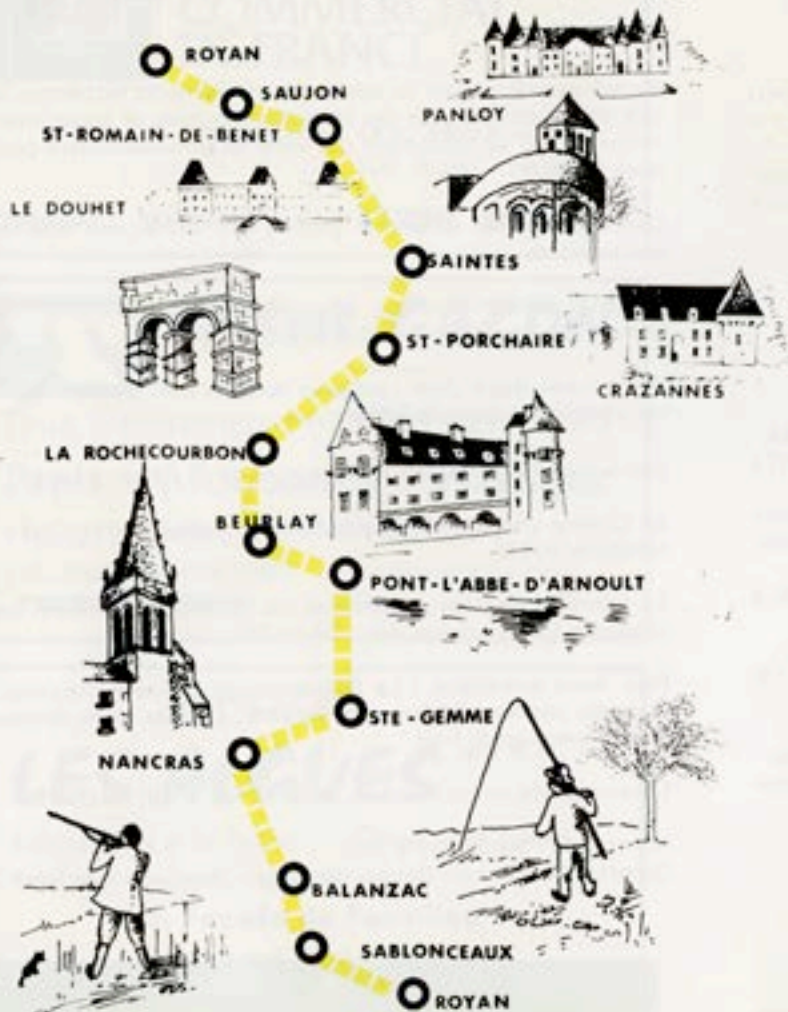 ROYAN
SAUJON
PANLOY
ST-ROMAIN-DE-BENET
LE DOUHET
SAINTES
ST-PORCHAIRE
CRAZANNES
LA ROCHECOURBON
BEURLAY
PONT-L'ABBE-D'ARNOULT
STE-GEMME
NANCRAS
BALANZAC
SABLONCEAUX
ROYAN